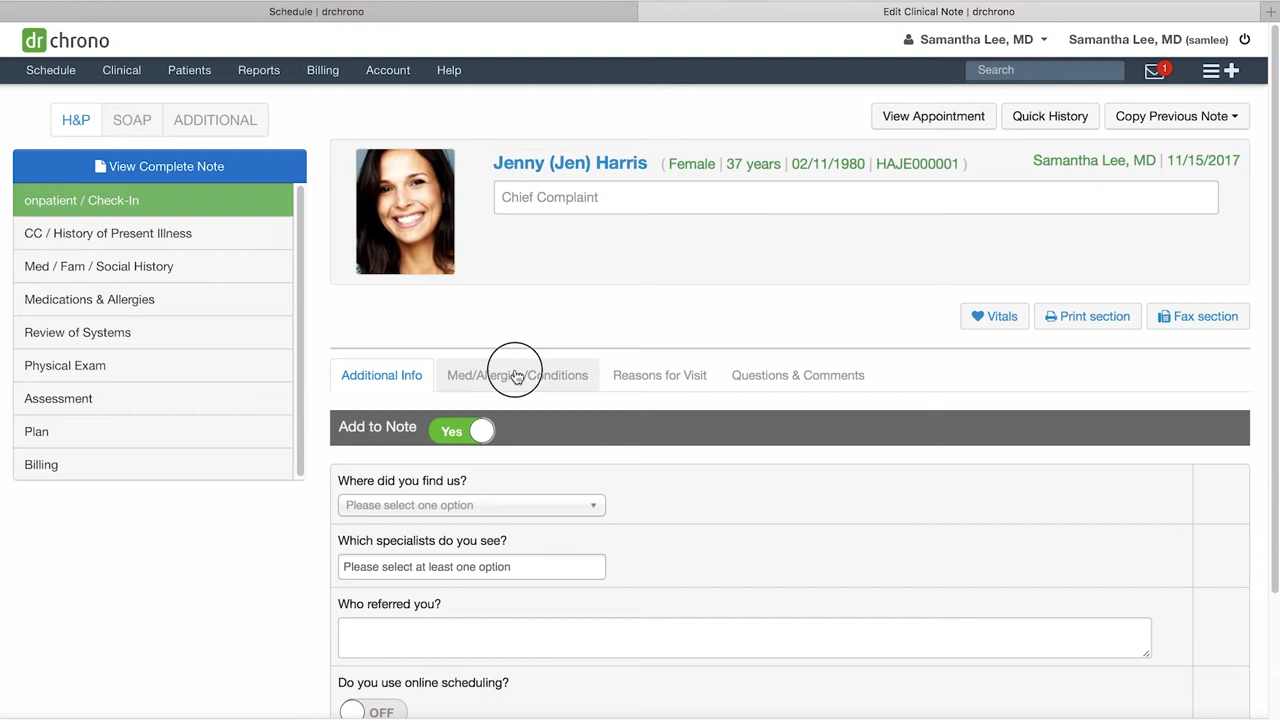 Schedule | drchrono
Edit Clinical Note | drchrono
+
dr chrono
Samantha Lee, MD
Samantha Lee, MD (samlee)
Schedule Clinical Patients Reports Billing Account Help
Search
1
H&P SOAP ADDITIONAL
View Appointment Quick History Copy Previous Note
View Complete Note
onpatient / Check-In
CC / History of Present Illness
Med / Fam / Social History
Medications & Allergies
Review of Systems
Physical Exam
Assessment
Plan
Billing
Jenny (Jen) Harris ( Female | 37 years | 02/11/1980 | HAJE000001 )
Samantha Lee, MD | 11/15/2017
Chief Complaint
Vitals Print section Fax section
Additional Info Med/Allergies/Conditions Reasons for Visit Questions & Comments
Add to Note Yes
Where did you find us?
Please select one option
Which specialists do you see?
Please select at least one option
Who referred you?
Do you use online scheduling?
OFF